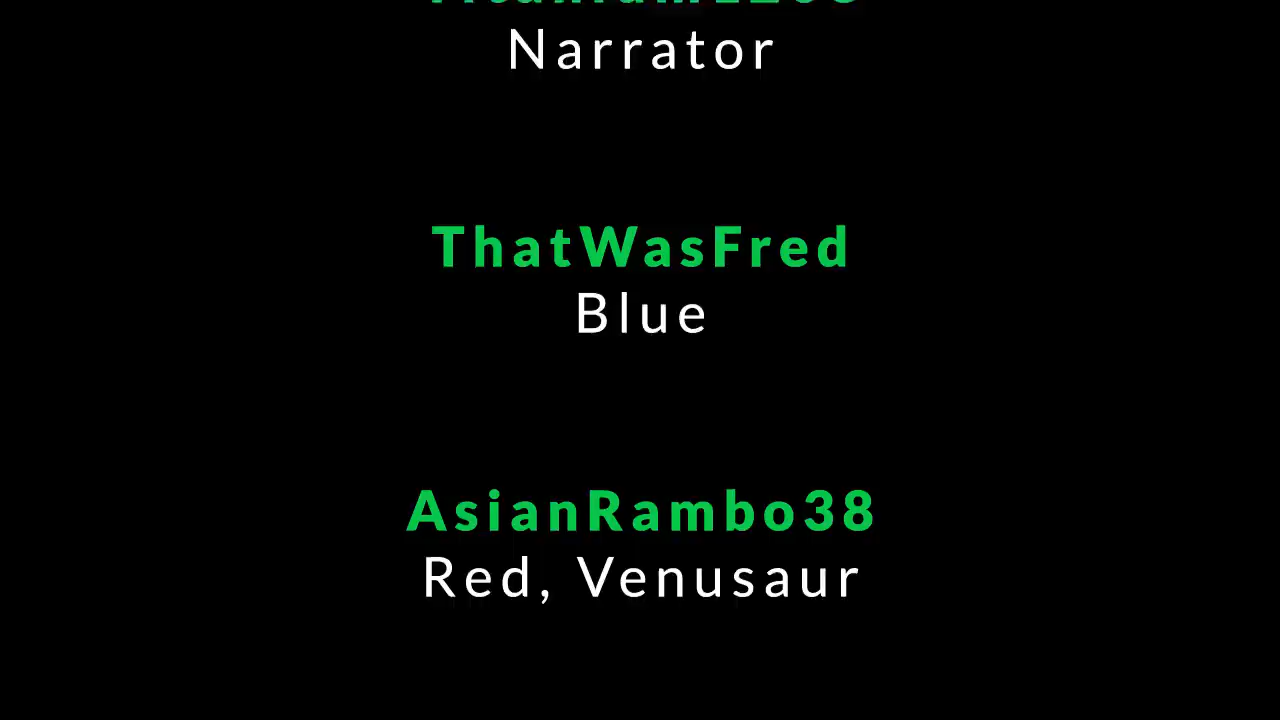 Narrator
ThatWasFred
Blue
AsianRambo38
Red, Venusaur